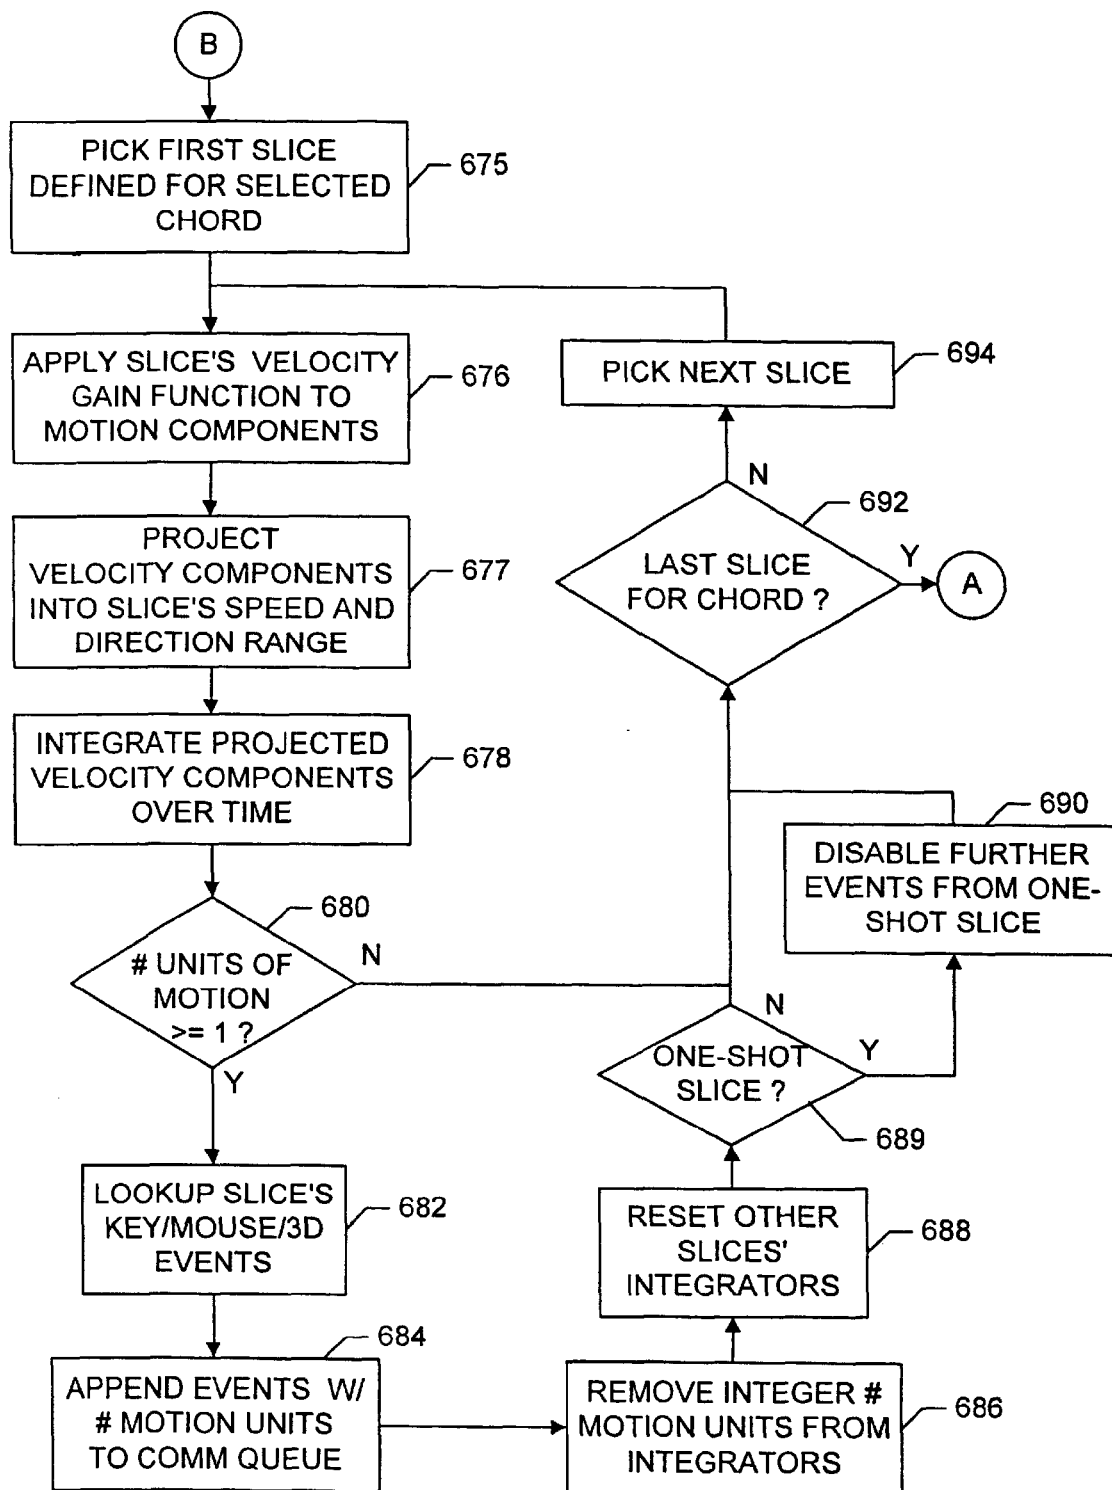 B
PICK FIRST SLICE
DEFINED FOR SELECTED
CHORD
675
APPLY SLICE'S VELOCITY
GAIN FUNCTION TO
MOTION COMPONENTS
676
PROJECT
VELOCITY COMPONENTS
INTO SLICE'S SPEED AND
DIRECTION RANGE
677
INTEGRATE PROJECTED
VELOCITY COMPONENTS
OVER TIME
678
# UNITS OF
MOTION
>= 1 ?
680
N
Y
LOOKUP SLICE'S
KEY/MOUSE/3D
EVENTS
682
APPEND EVENTS W/
# MOTION UNITS
TO COMM QUEUE
684
REMOVE INTEGER #
MOTION UNITS FROM
INTEGRATORS
686
RESET OTHER
SLICES'
INTEGRATORS
688
ONE-SHOT
SLICE ?
689
N
Y
DISABLE FURTHER
EVENTS FROM ONE-
SHOT SLICE
690
LAST SLICE
FOR CHORD ?
692
N
Y
A
PICK NEXT SLICE
694